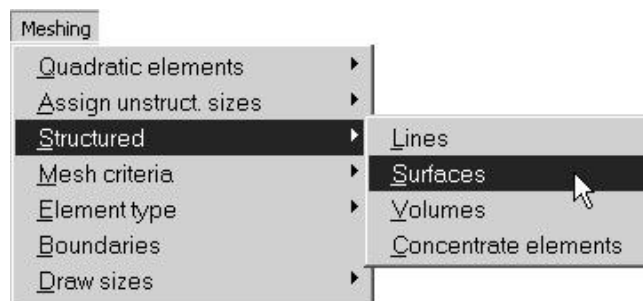 Meshing
Quadratic elements
Assign unstruct. sizes
Structured
Mesh criteria
Element type
Boundaries
Draw sizes
Lines
Surfaces
Volumes
Concentrate elements